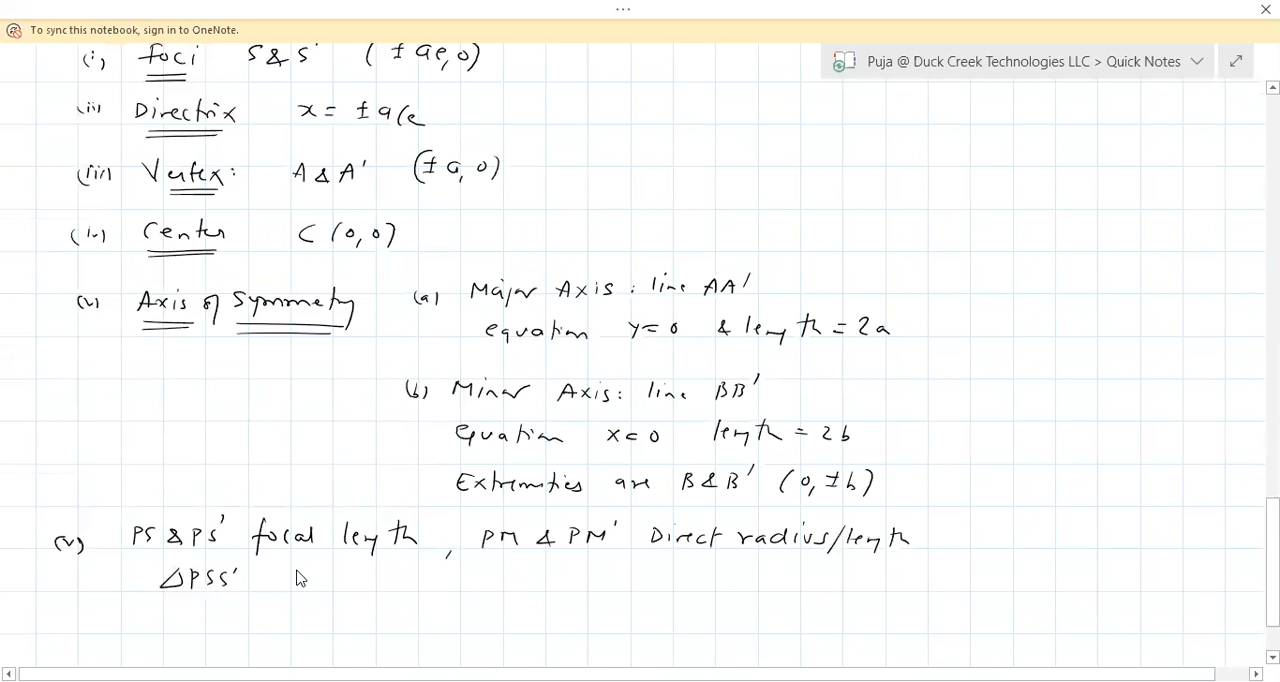 To sync this notebook, sign in to OneNote.
Puja @ Duck Creek Technologies LLC > Quick Notes
(i) foci S & S' (± ae, 0)
(ii) Directrix x = ± a/e
(iii) Vertex: A & A' (± a, 0)
(iv) Center C (0, 0)
(v) Axis of Symmetry (a) Major Axis : line AA'
equation y = 0 & length = 2a
(b) Minor Axis: line BB'
equation x = 0 length = 2b
Extremities are B & B' (0, ± b)
(v) PS & PS' focal length , PM & PM' Direct radius/length
△PSS'